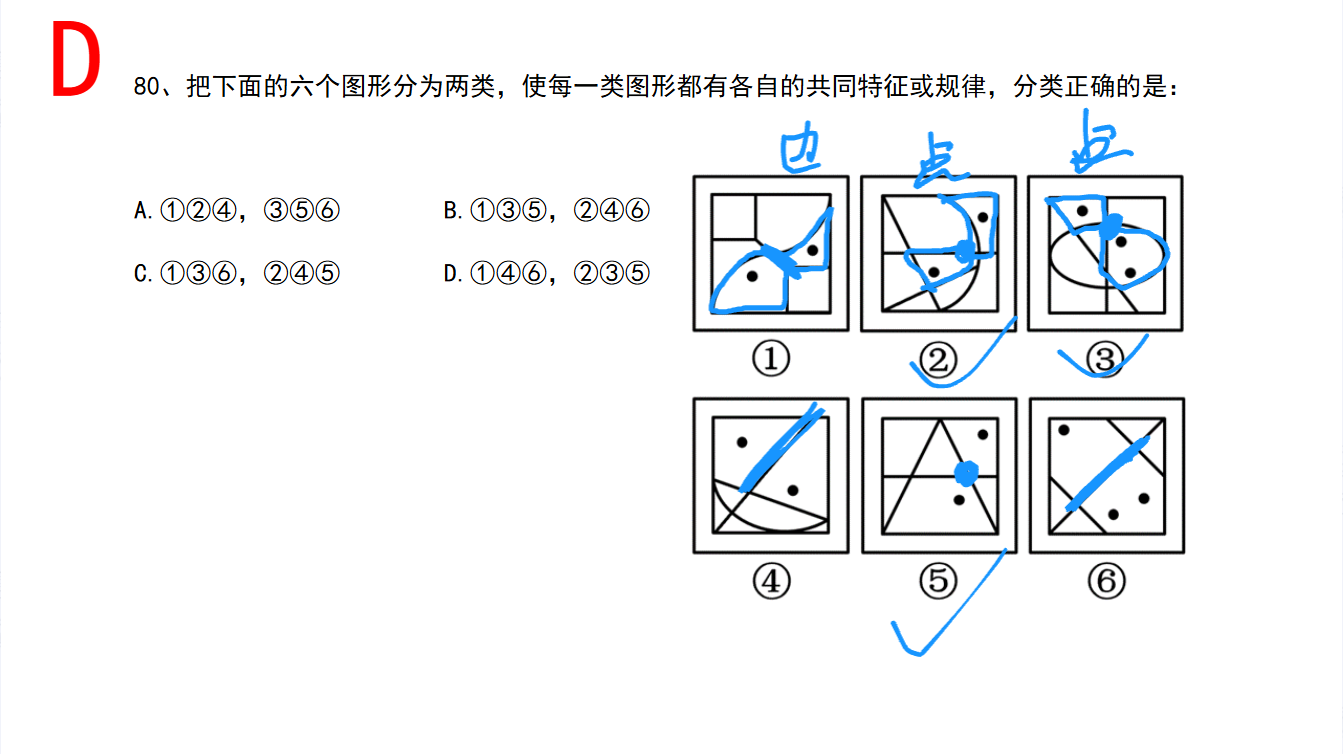 D
80、把下面的六个图形分为两类，使每一类图形都有各自的共同特征或规律，分类正确的是：
A.①②④，③⑤⑥ B.①③⑤，②④⑥
C.①③⑥，②④⑤ D.①④⑥，②③⑤
边 点 点
① ② ③
④ ⑤ ⑥